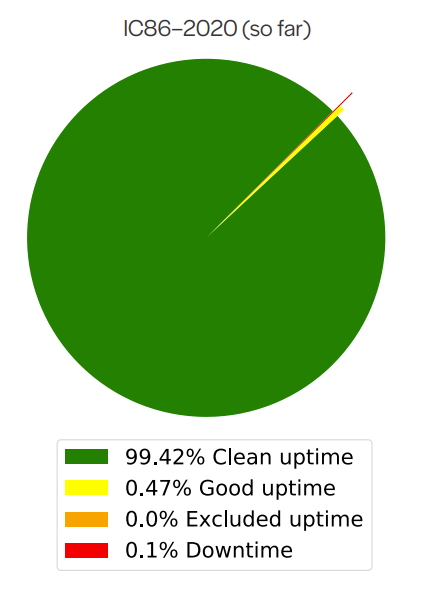 IC86–2020 (so far)
99.42% Clean uptime
0.47% Good uptime
0.0% Excluded uptime
0.1% Downtime